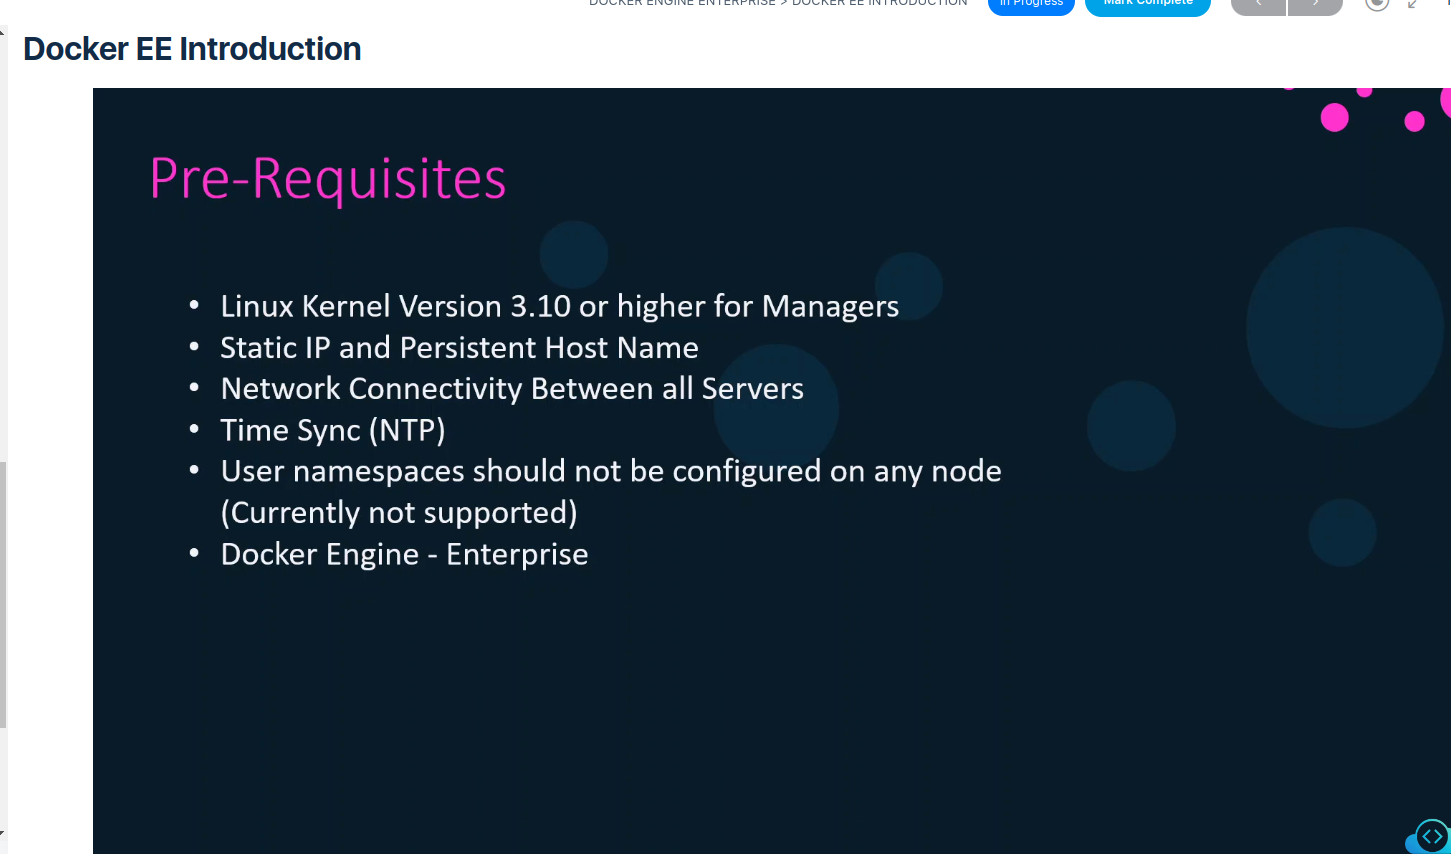 DOCKER ENGINE ENTERPRISE > DOCKER EE INTRODUCTION
In Progress
Mark Complete
Docker EE Introduction
Pre-Requisites
• Linux Kernel Version 3.10 or higher for Managers
• Static IP and Persistent Host Name
• Network Connectivity Between all Servers
• Time Sync (NTP)
• User namespaces should not be configured on any node
(Currently not supported)
• Docker Engine - Enterprise